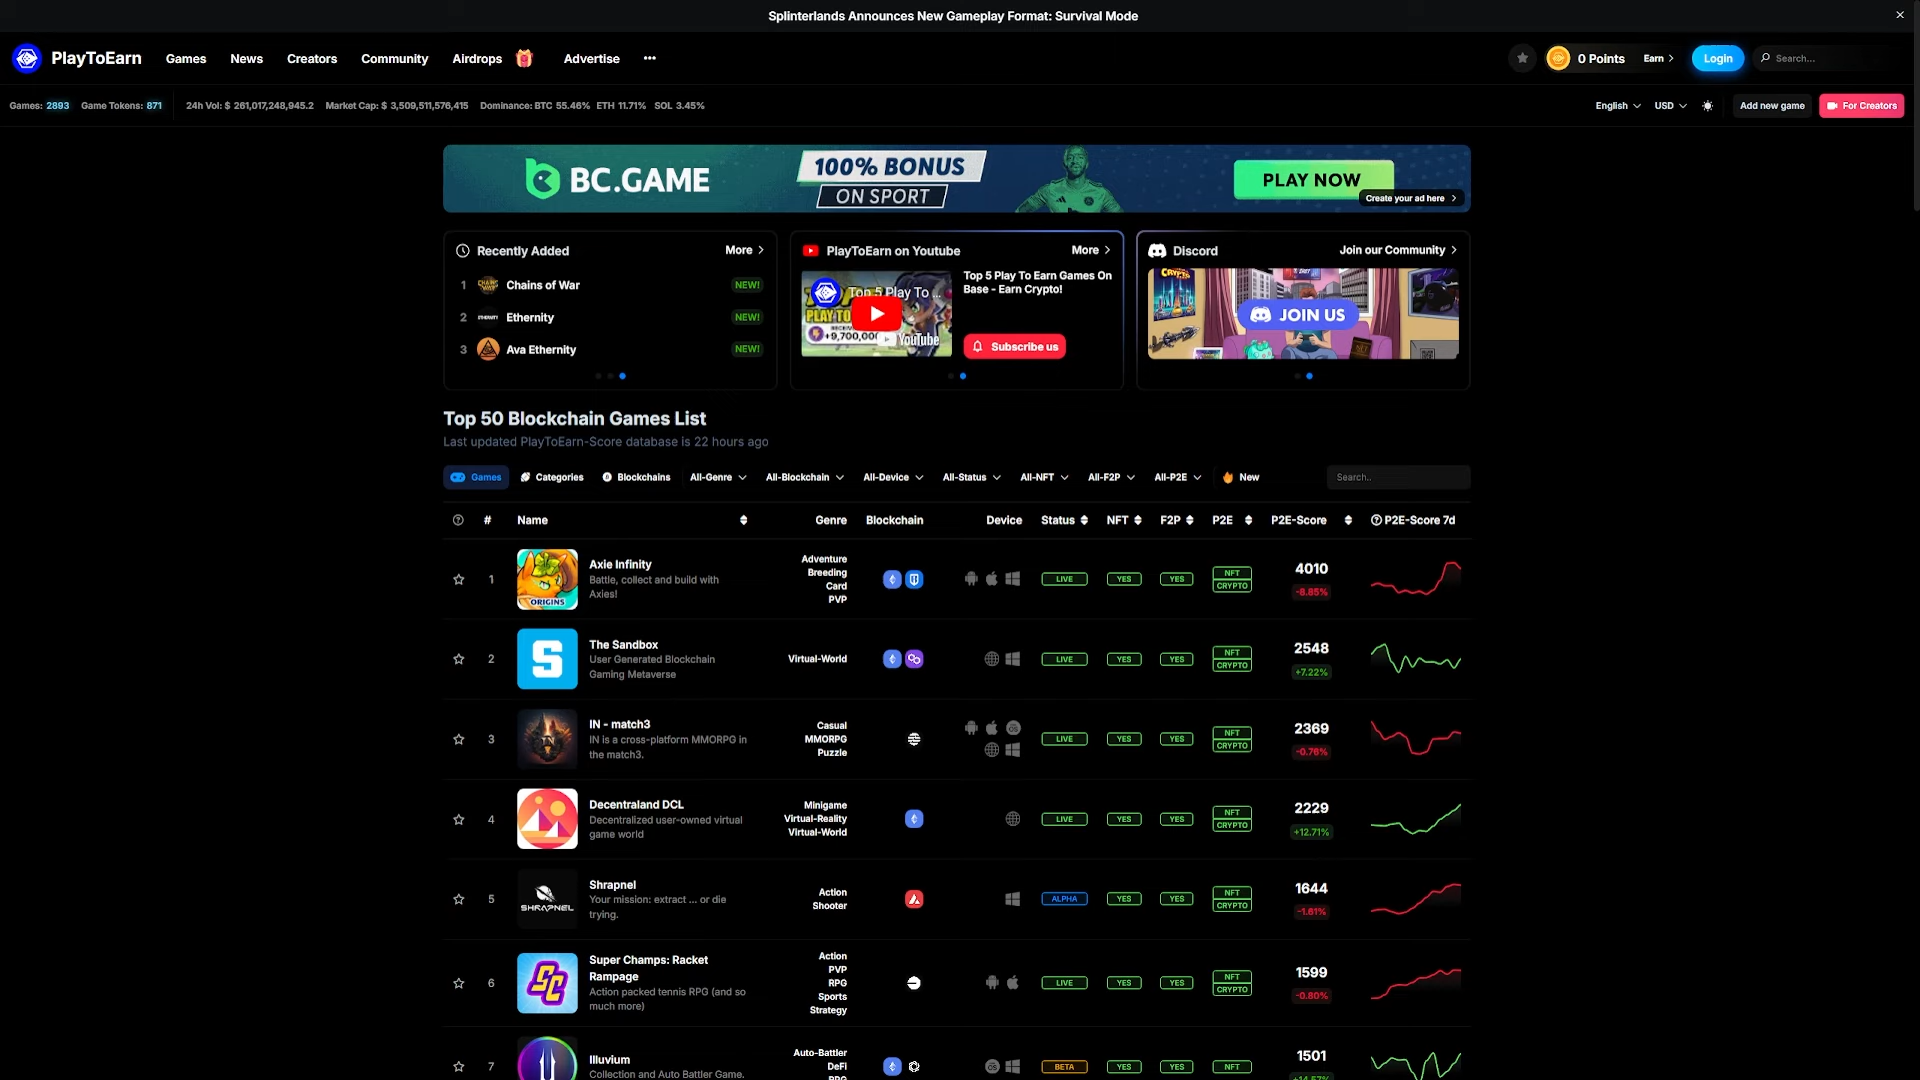 Splinterlands Announces New Gameplay Format: Survival Mode
PlayToEarn
Games
News
Creators
Community
Airdrops
Advertise
0 Points
Earn
Login
Search...
Games: 2893
Game Tokens: 871
24h Vol: $ 261,017,248,945.2
Market Cap: $ 3,509,511,576,415
Dominance: BTC 55.46% ETH 11.71% SOL 3.45%
English
USD
Add new game
For Creators
BC.GAME
100% BONUS
ON SPORT
PLAY NOW
Create your ad here
Recently Added
More
1 Chains of War NEW!
2 Ethernity NEW!
3 Ava Ethernity NEW!
PlayToEarn on Youtube
More
Top 5 Play To ...
+9,700,000
YouTube
Top 5 Play To Earn Games On
Base - Earn Crypto!
Subscribe us
Discord
Join our Community
JOIN US
Top 50 Blockchain Games List
Last updated PlayToEarn-Score database is 22 hours ago
Games
Categories
Blockchains
All-Genre
All-Blockchain
All-Device
All-Status
All-NFT
All-F2P
All-P2E
New
Search..
# Name Genre Blockchain Device Status NFT F2P P2E P2E-Score P2E-Score 7d
1
ORIGINS
Axie Infinity
Battle, collect and build with
Axies!
Adventure
Breeding
Card
PVP
LIVE
YES
YES
NFT
CRYPTO
4010
-8.85%
2
The Sandbox
User Generated Blockchain
Gaming Metaverse
Virtual-World
LIVE
YES
YES
NFT
CRYPTO
2548
+7.22%
3
IN - match3
IN is a cross-platform MMORPG in
the match3.
Casual
MMORPG
Puzzle
LIVE
YES
YES
NFT
CRYPTO
2369
-0.76%
4
Decentraland DCL
Decentralized user-owned virtual
game world
Minigame
Virtual-Reality
Virtual-World
LIVE
YES
YES
NFT
CRYPTO
2229
+12.71%
5
SHRAPNEL
Shrapnel
Your mission: extract ... or die
trying.
Action
Shooter
ALPHA
YES
YES
NFT
CRYPTO
1644
-1.61%
6
SC
Super Champs: Racket
Rampage
Action packed tennis RPG (and so
much more)
Action
PVP
RPG
Sports
Strategy
LIVE
YES
YES
NFT
CRYPTO
1599
-0.80%
7
Illuvium
Collection and Auto Battler Game.
Auto-Battler
DeFi
RPG
BETA
YES
YES
NFT
1501